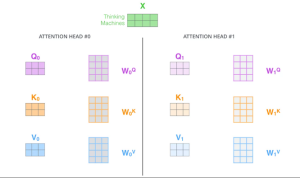 X
Thinking
Machines
ATTENTION HEAD #0
ATTENTION HEAD #1
Q₀
W₀Q
Q₁
W₁Q
K₀
W₀K
K₁
W₁K
V₀
W₀V
V₁
W₁V